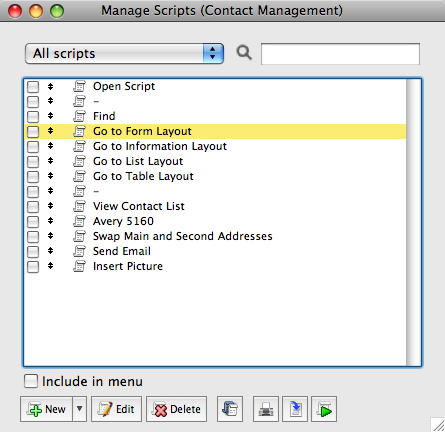 Manage Scripts (Contact Management)
All scripts
Open Script
-
Find
Go to Form Layout
Go to Information Layout
Go to List Layout
Go to Table Layout
-
View Contact List
Avery 5160
Swap Main and Second Addresses
Send Email
Insert Picture
Include in menu
New Edit Delete